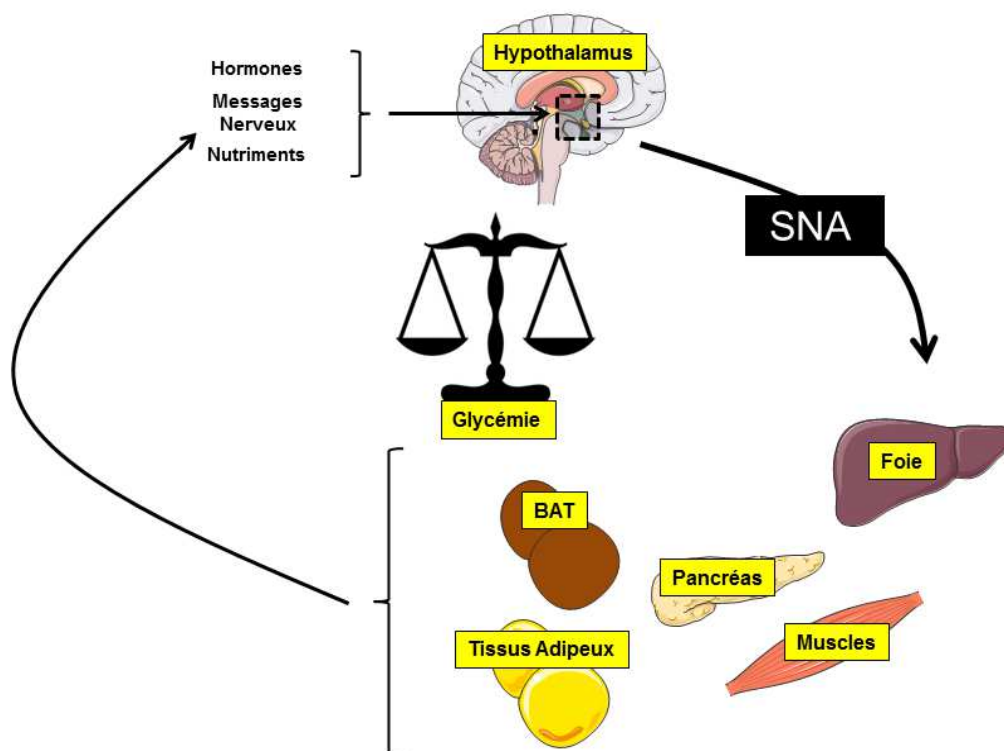 Hypothalamus
Hormones
Messages
Nerveux
Nutriments
SNA
Glycémie
Foie
BAT
Pancréas
Muscles
Tissus Adipeux